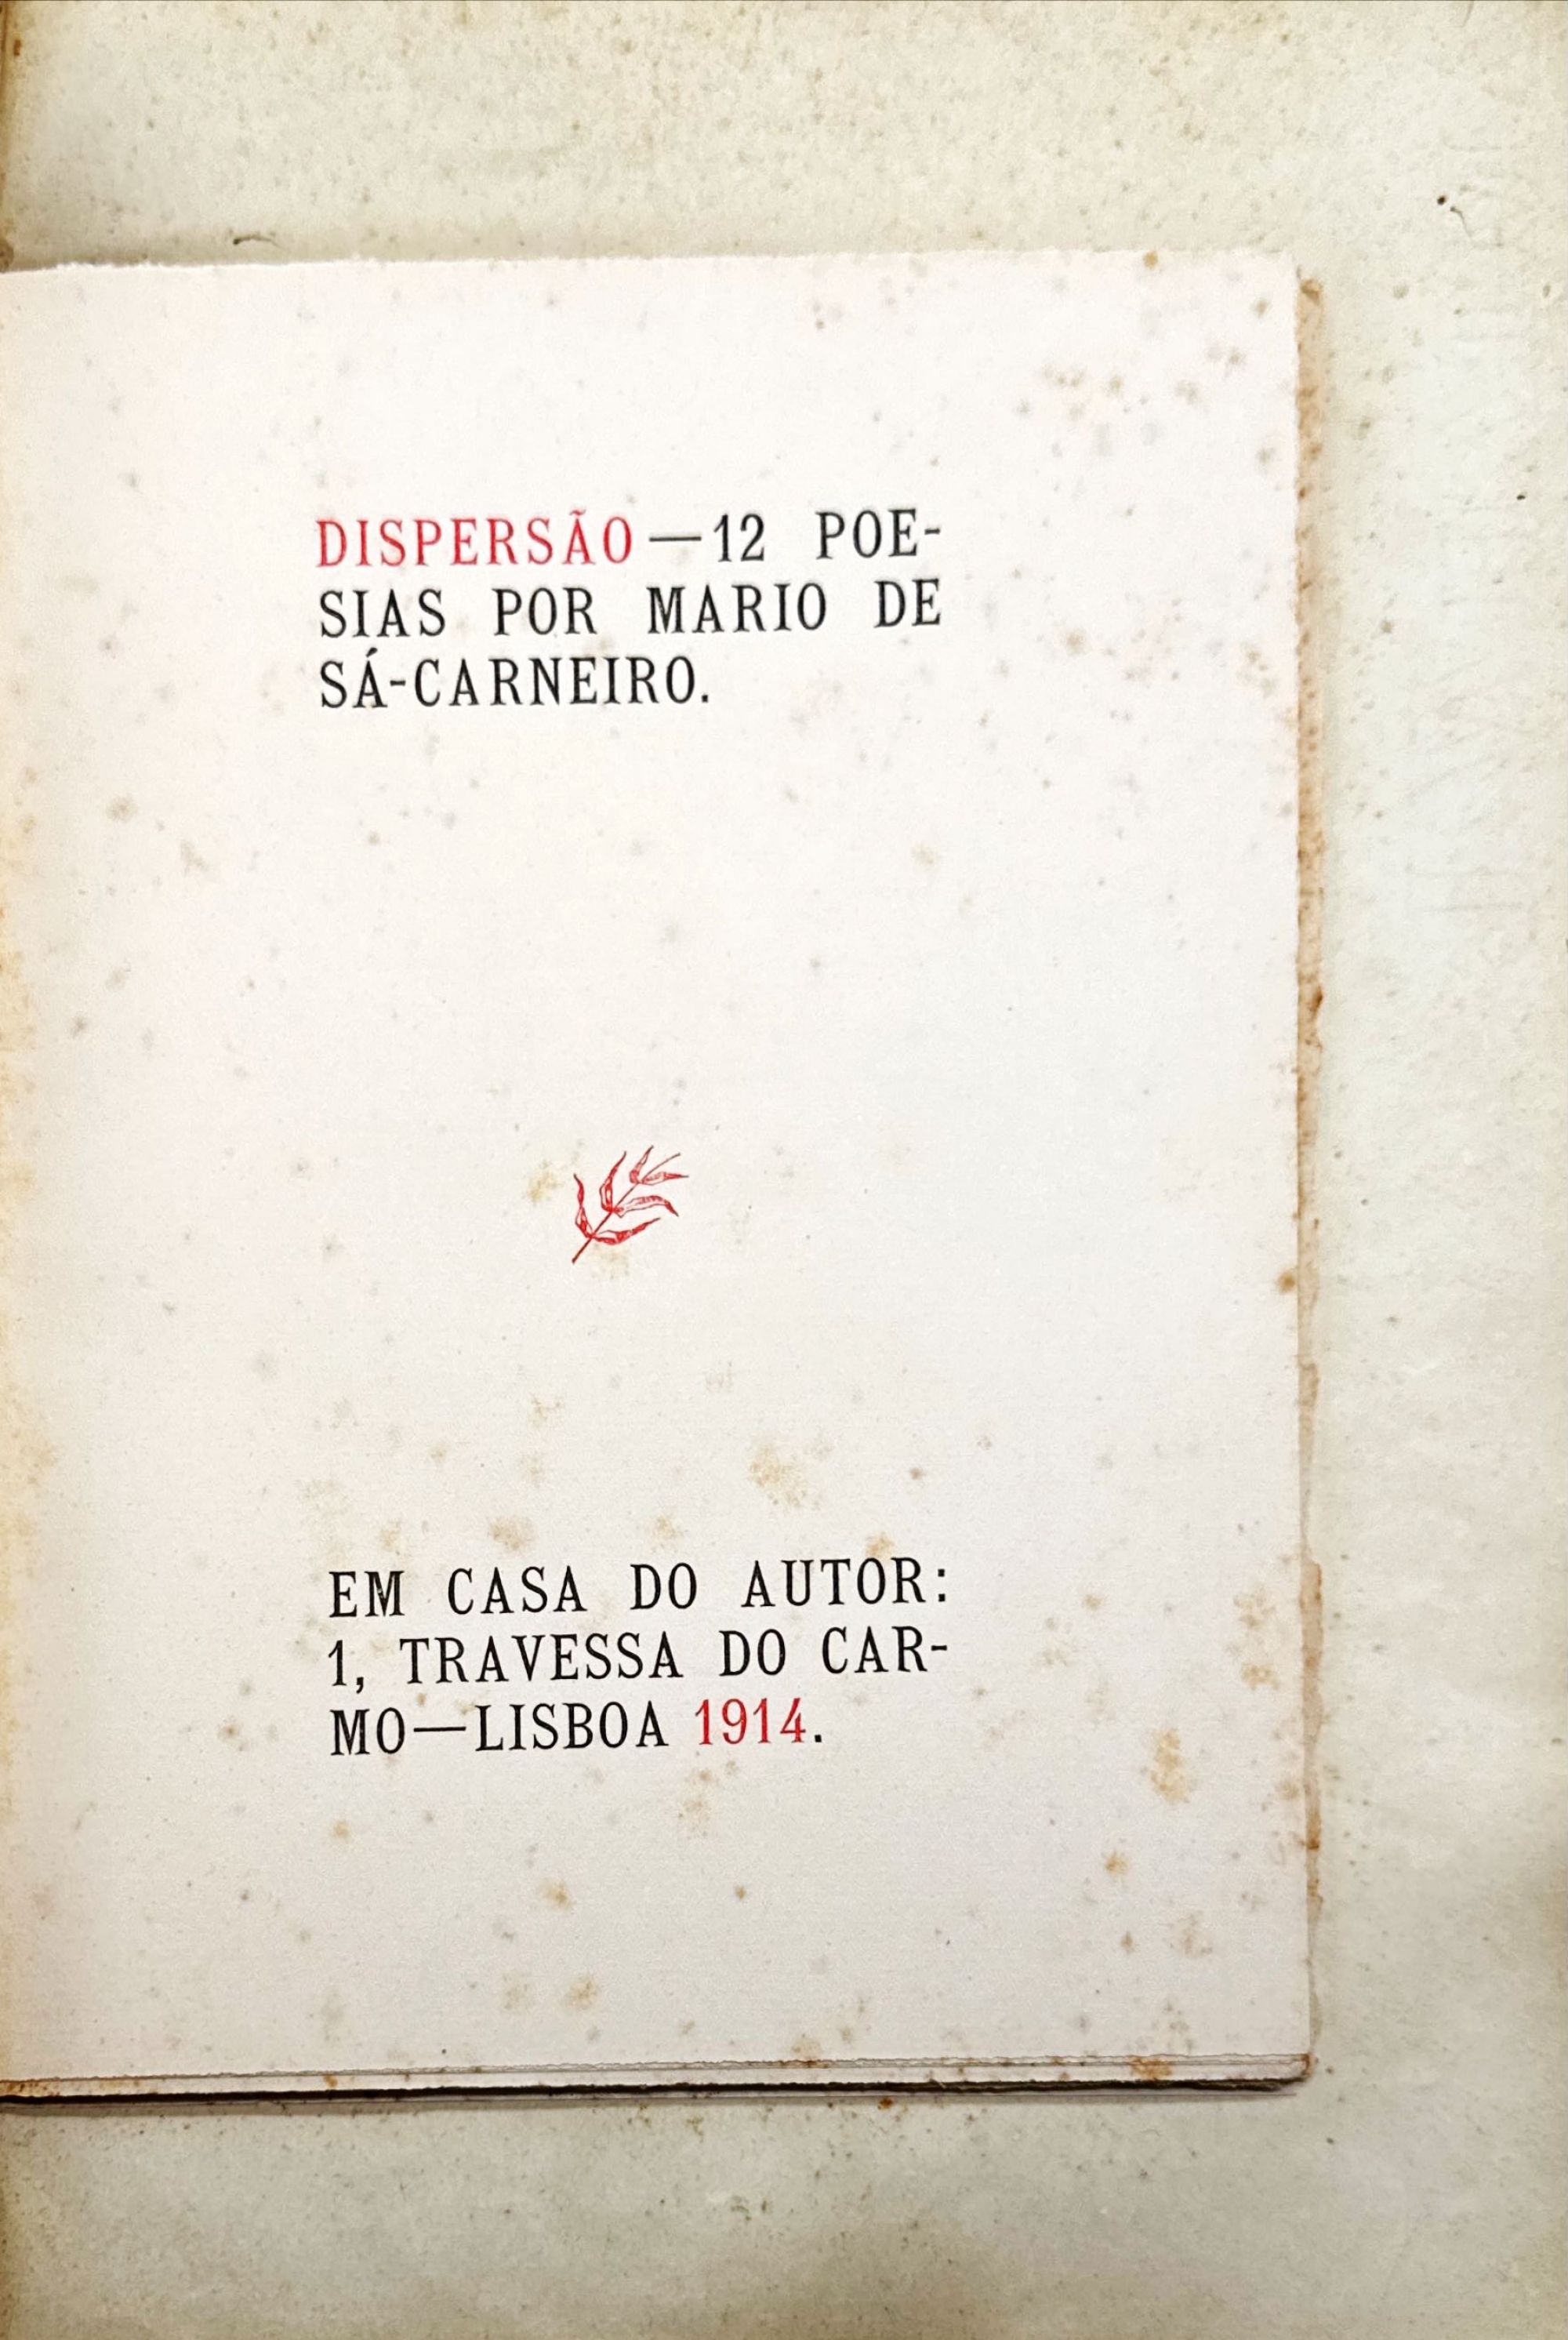 DISPERSÃO—12 POE-
SIAS POR MARIO DE
SÁ-CARNEIRO.
EM CASA DO AUTOR:
1, TRAVESSA DO CAR-
MO—LISBOA 1914.